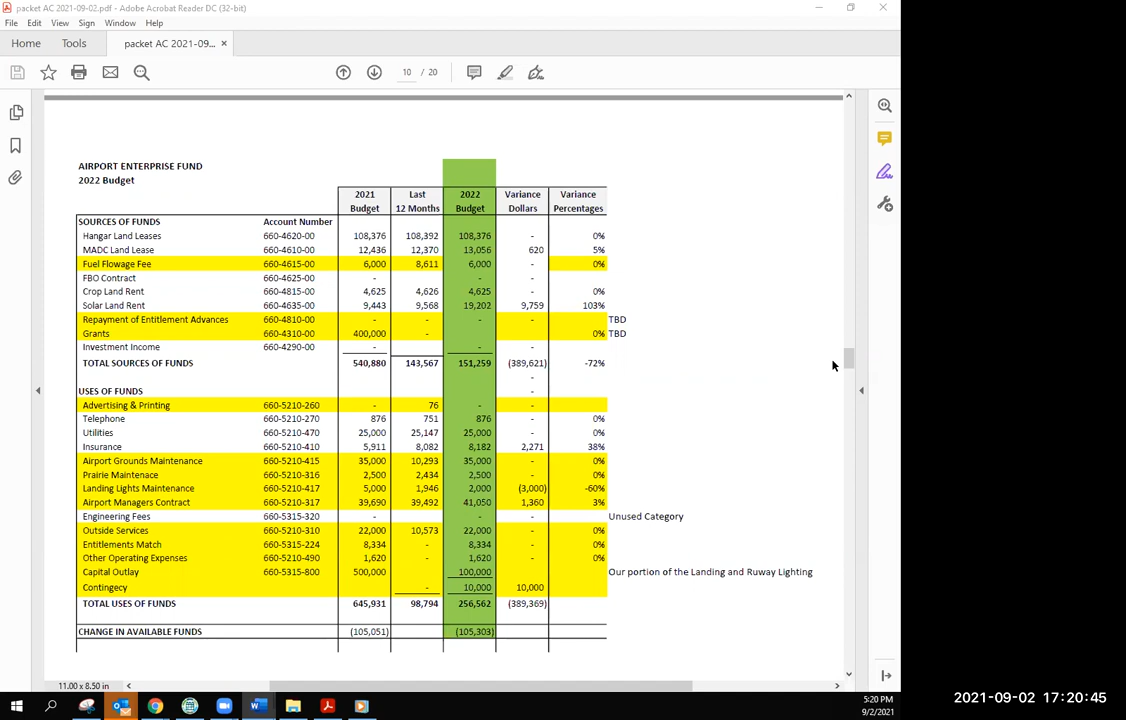 packet AC 2021-09-02.pdf - Adobe Acrobat Reader DC (32-bit)
File Edit View Sign Window Help
Home Tools packet AC 2021-09... ×
10 / 20
AIRPORT ENTERPRISE FUND
2022 Budget
2021 Last 2022 Variance Variance
Budget 12 Months Budget Dollars Percentages
SOURCES OF FUNDS Account Number
Hangar Land Leases 660-4620-00 108,376 108,392 108,376 - 0%
MADC Land Lease 660-4610-00 12,436 12,370 13,056 620 5%
Fuel Flowage Fee 660-4615-00 6,000 8,611 6,000 - 0%
FBO Contract 660-4625-00 - - - -
Crop Land Rent 660-4815-00 4,625 4,626 4,625 - 0%
Solar Land Rent 660-4635-00 9,443 9,568 19,202 9,759 103%
Repayment of Entitlement Advances 660-4810-00 - - - - TBD
Grants 660-4310-00 400,000 - 0% TBD
Investment Income 660-4290-00 - - -
TOTAL SOURCES OF FUNDS 540,880 143,567 151,259 (389,621) -72%
-
USES OF FUNDS -
Advertising & Printing 660-5210-260 - 76 - -
Telephone 660-5210-270 876 751 876 - 0%
Utilities 660-5210-470 25,000 25,147 25,000 - 0%
Insurance 660-5210-410 5,911 8,082 8,182 2,271 38%
Airport Grounds Maintenance 660-5210-415 35,000 10,293 35,000 - 0%
Prairie Maintenace 660-5210-316 2,500 2,434 2,500 - 0%
Landing Lights Maintenance 660-5210-417 5,000 1,946 2,000 (3,000) -60%
Airport Managers Contract 660-5210-317 39,690 39,492 41,050 1,360 3%
Engineering Fees 660-5315-320 - - - - Unused Category
Outside Services 660-5210-310 22,000 10,573 22,000 - 0%
Entitlements Match 660-5315-224 8,334 - 8,334 - 0%
Other Operating Expenses 660-5210-490 1,620 - 1,620 - 0%
Capital Outlay 660-5315-800 500,000 100,000 Our portion of the Landing and Ruway Lighting
Contingecy - 10,000 10,000
TOTAL USES OF FUNDS 645,931 98,794 256,562 (389,369)
CHANGE IN AVAILABLE FUNDS (105,051) (105,303)
11.00 x 8.50 in
5:20 PM
9/2/2021
2021-09-02 17:20:45